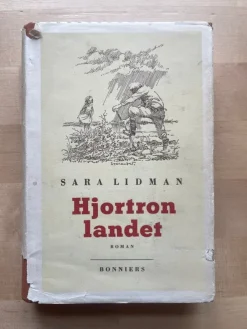 SARA LIDMAN
Hjortron
landet
ROMAN
BONNIERS